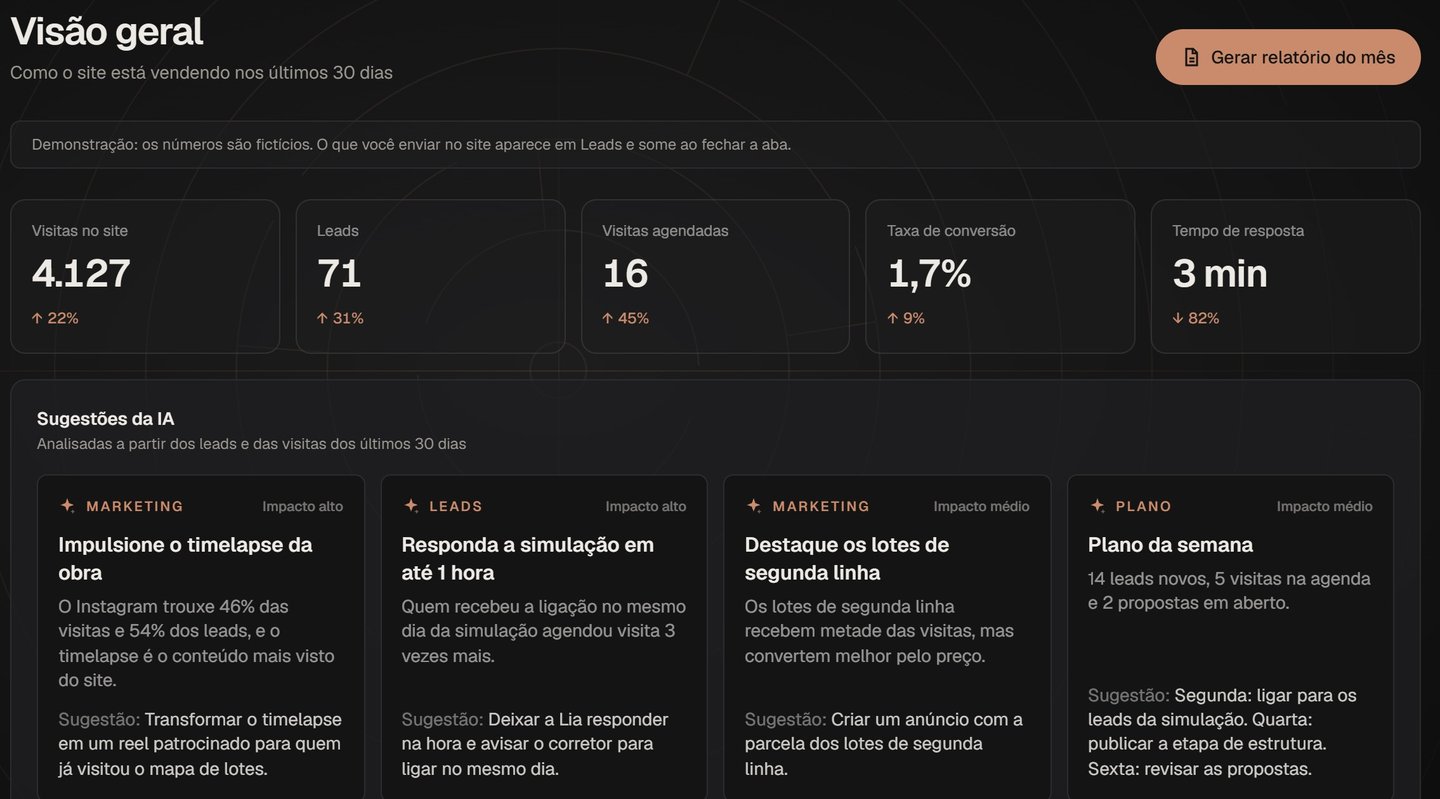 Visão geral
Como o site está vendendo nos últimos 30 dias
Gerar relatório do mês
Demonstração: os números são fictícios. O que você enviar no site aparece em Leads e some ao fechar a aba.
Visitas no site
4.127
↑ 22%
Leads
71
↑ 31%
Visitas agendadas
16
↑ 45%
Taxa de conversão
1,7%
↑ 9%
Tempo de resposta
3 min
↓ 82%
Sugestões da IA
Analisadas a partir dos leads e das visitas dos últimos 30 dias
MARKETING
Impacto alto
Impulsione o timelapse da
obra
O Instagram trouxe 46% das
visitas e 54% dos leads, e o
timelapse é o conteúdo mais visto
do site.
Sugestão: Transformar o timelapse
em um reel patrocinado para quem
já visitou o mapa de lotes.
LEADS
Impacto alto
Responda a simulação em
até 1 hora
Quem recebeu a ligação no mesmo
dia da simulação agendou visita 3
vezes mais.
Sugestão: Deixar a Lia responder
na hora e avisar o corretor para
ligar no mesmo dia.
MARKETING
Impacto médio
Destaque os lotes de
segunda linha
Os lotes de segunda linha
recebem metade das visitas, mas
convertem melhor pelo preço.
Sugestão: Criar um anúncio com a
parcela dos lotes de segunda
linha.
PLANO
Impacto médio
Plano da semana
14 leads novos, 5 visitas na agenda
e 2 propostas em aberto.
Sugestão: Segunda: ligar para os
leads da simulação. Quarta:
publicar a etapa de estrutura.
Sexta: revisar as propostas.